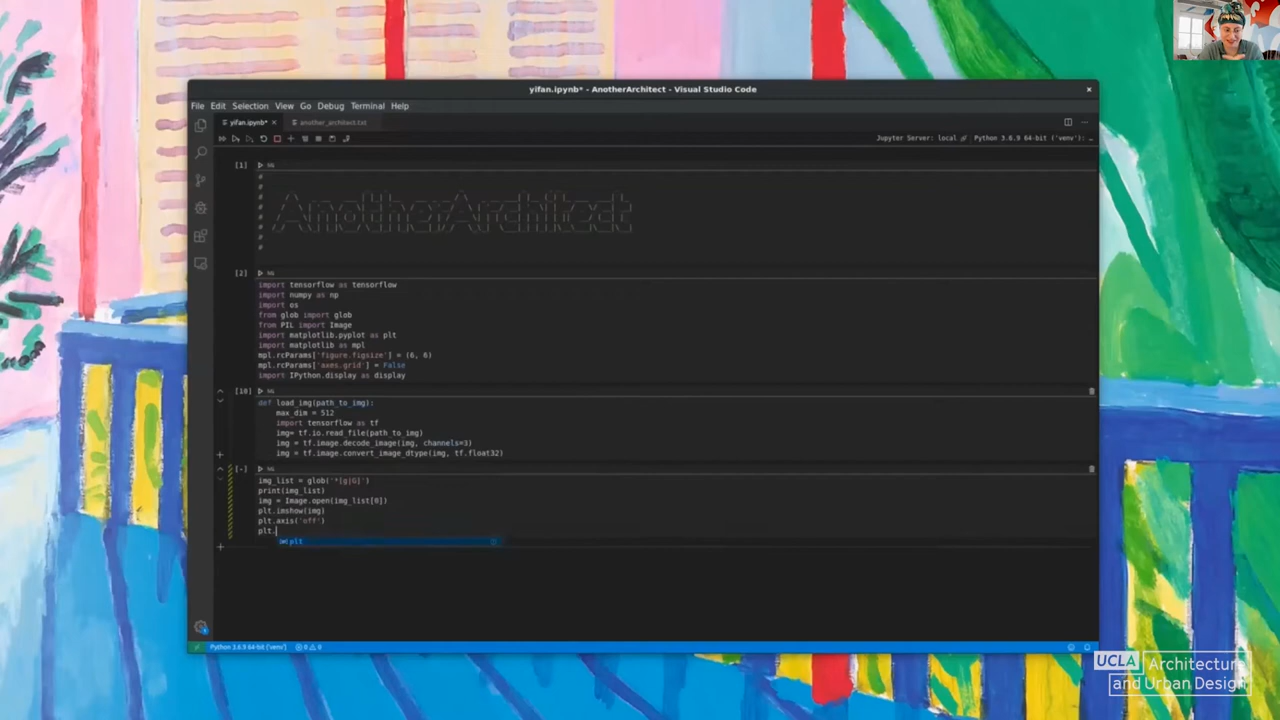 yifan.ipynb* - AnotherArchitect - Visual Studio Code
File Edit Selection View Go Debug Terminal Help
yifan.ipynb* another_architect.txt
Jupyter Server: local Python 3.6.9 64-bit ('venv'):
[1]
#
#
#
# AnotherArchitect
#
#
#
#
[2]
import tensorflow as tensorflow
import numpy as np
import os
from glob import glob
from PIL import Image
import matplotlib.pyplot as plt
import matplotlib as mpl
mpl.rcParams['figure.figsize'] = (6, 6)
mpl.rcParams['axes.grid'] = False
import IPython.display as display
[10]
def load_img(path_to_img):
max_dim = 512
import tensorflow as tf
img= tf.io.read_file(path_to_img)
img = tf.image.decode_image(img, channels=3)
img = tf.image.convert_image_dtype(img, tf.float32)
[-]
img_list = glob('*[g|G]')
print(img_list)
img = Image.open(img_list[0])
plt.imshow(img)
plt.axis('off')
plt.
plt
Python 3.6.9 64-bit ('venv') 0 0
UCLA Architecture
and Urban Design